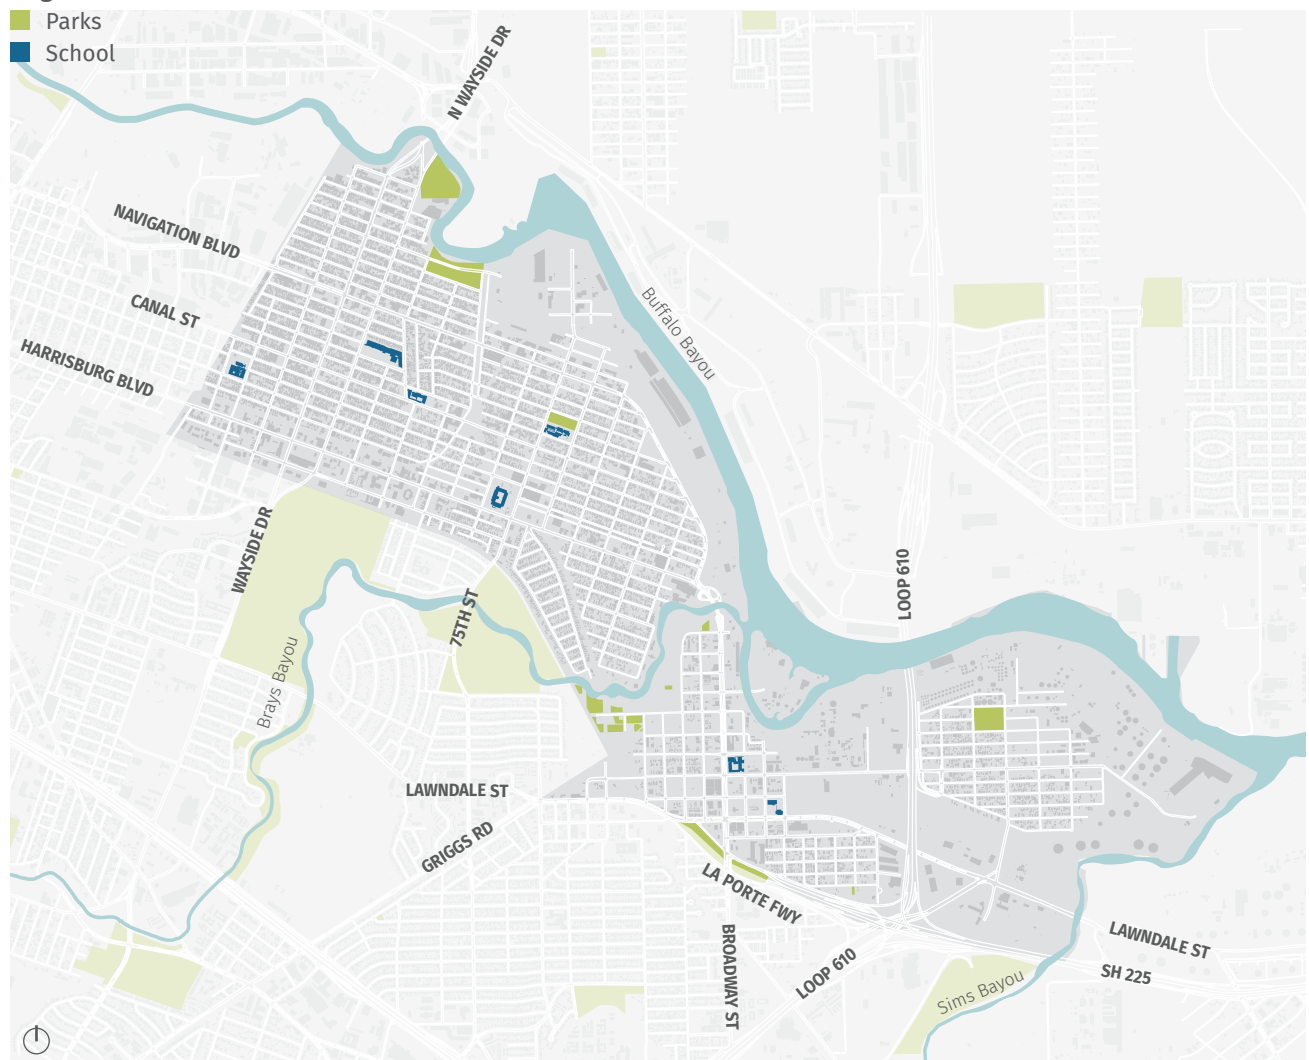 Parks
School
N WAYSIDE DR
NAVIGATION BLVD
CANAL ST
HARRISBURG BLVD
Buffalo Bayou
WAYSIDE DR
75TH ST
LOOP 610
Brays Bayou
LAWNDALE ST
GRIGGS RD
LA PORTE FWY
BROADWAY ST
LOOP 610
LAWNDALE ST
SH 225
Sims Bayou